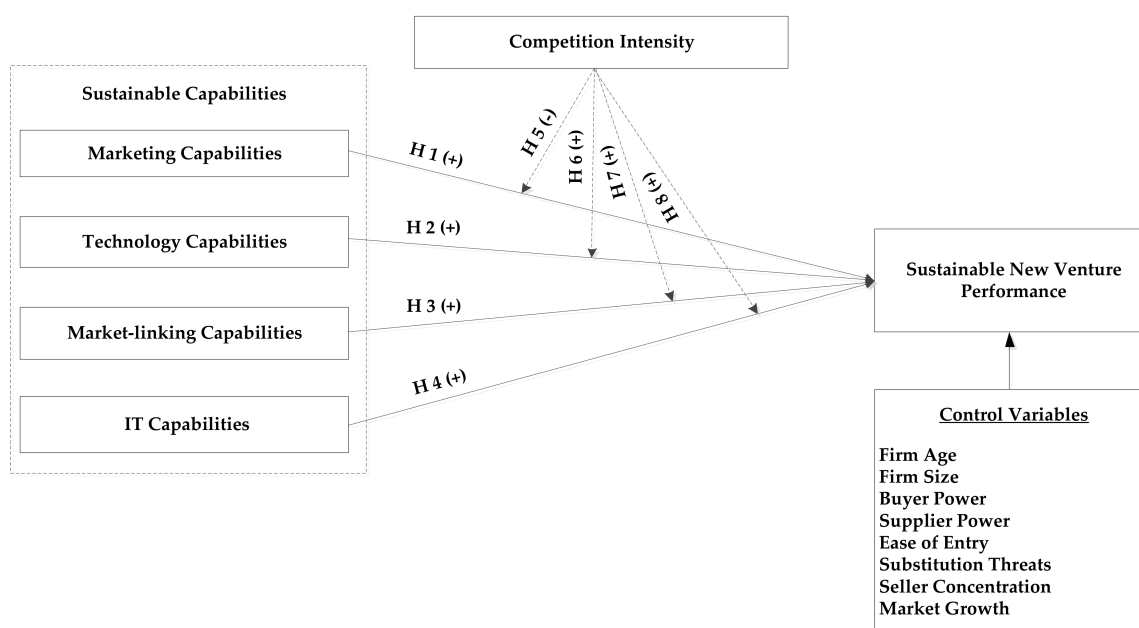 Competition Intensity
Sustainable Capabilities
Marketing Capabilities
Technology Capabilities
Market-linking Capabilities
IT Capabilities
H 1 (+)
H 2 (+)
H 3 (+)
H 4 (+)
H 5 (-)
H 6 (+)
H 7 (+)
H 8 (+)
Sustainable New Venture
Performance
Control Variables
Firm Age
Firm Size
Buyer Power
Supplier Power
Ease of Entry
Substitution Threats
Seller Concentration
Market Growth